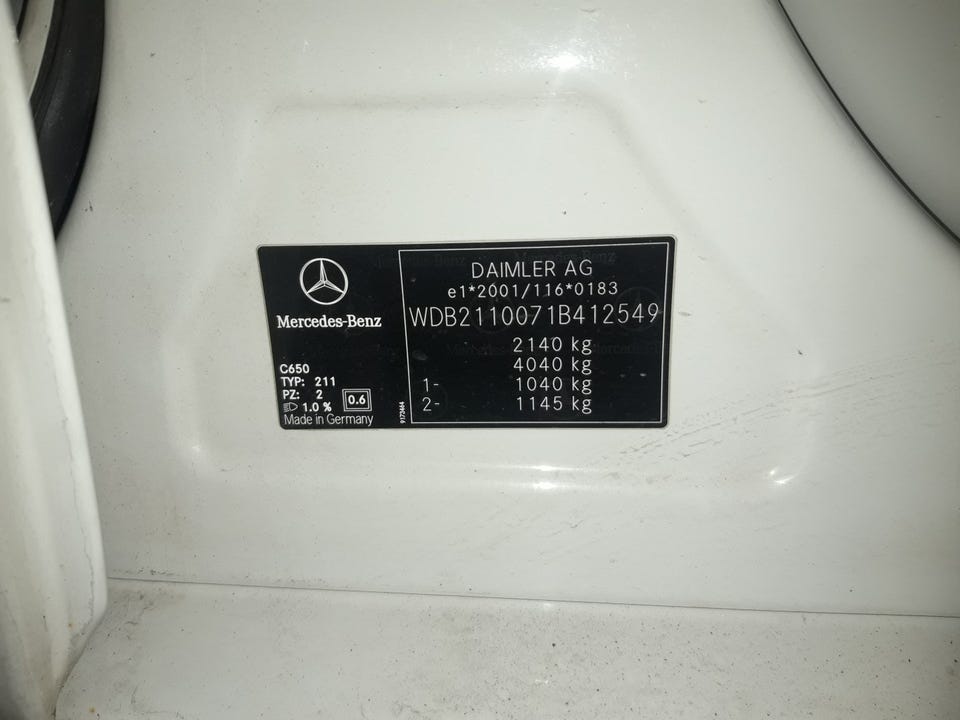 Mercedes-Benz
C650
TYP: 211
PZ: 2
1.0 %
0.6
Made in Germany
9173464
DAIMLER AG
e1*2001/116*0183
WDB2110071B412549
2140 kg
4040 kg
1- 1040 kg
2- 1145 kg